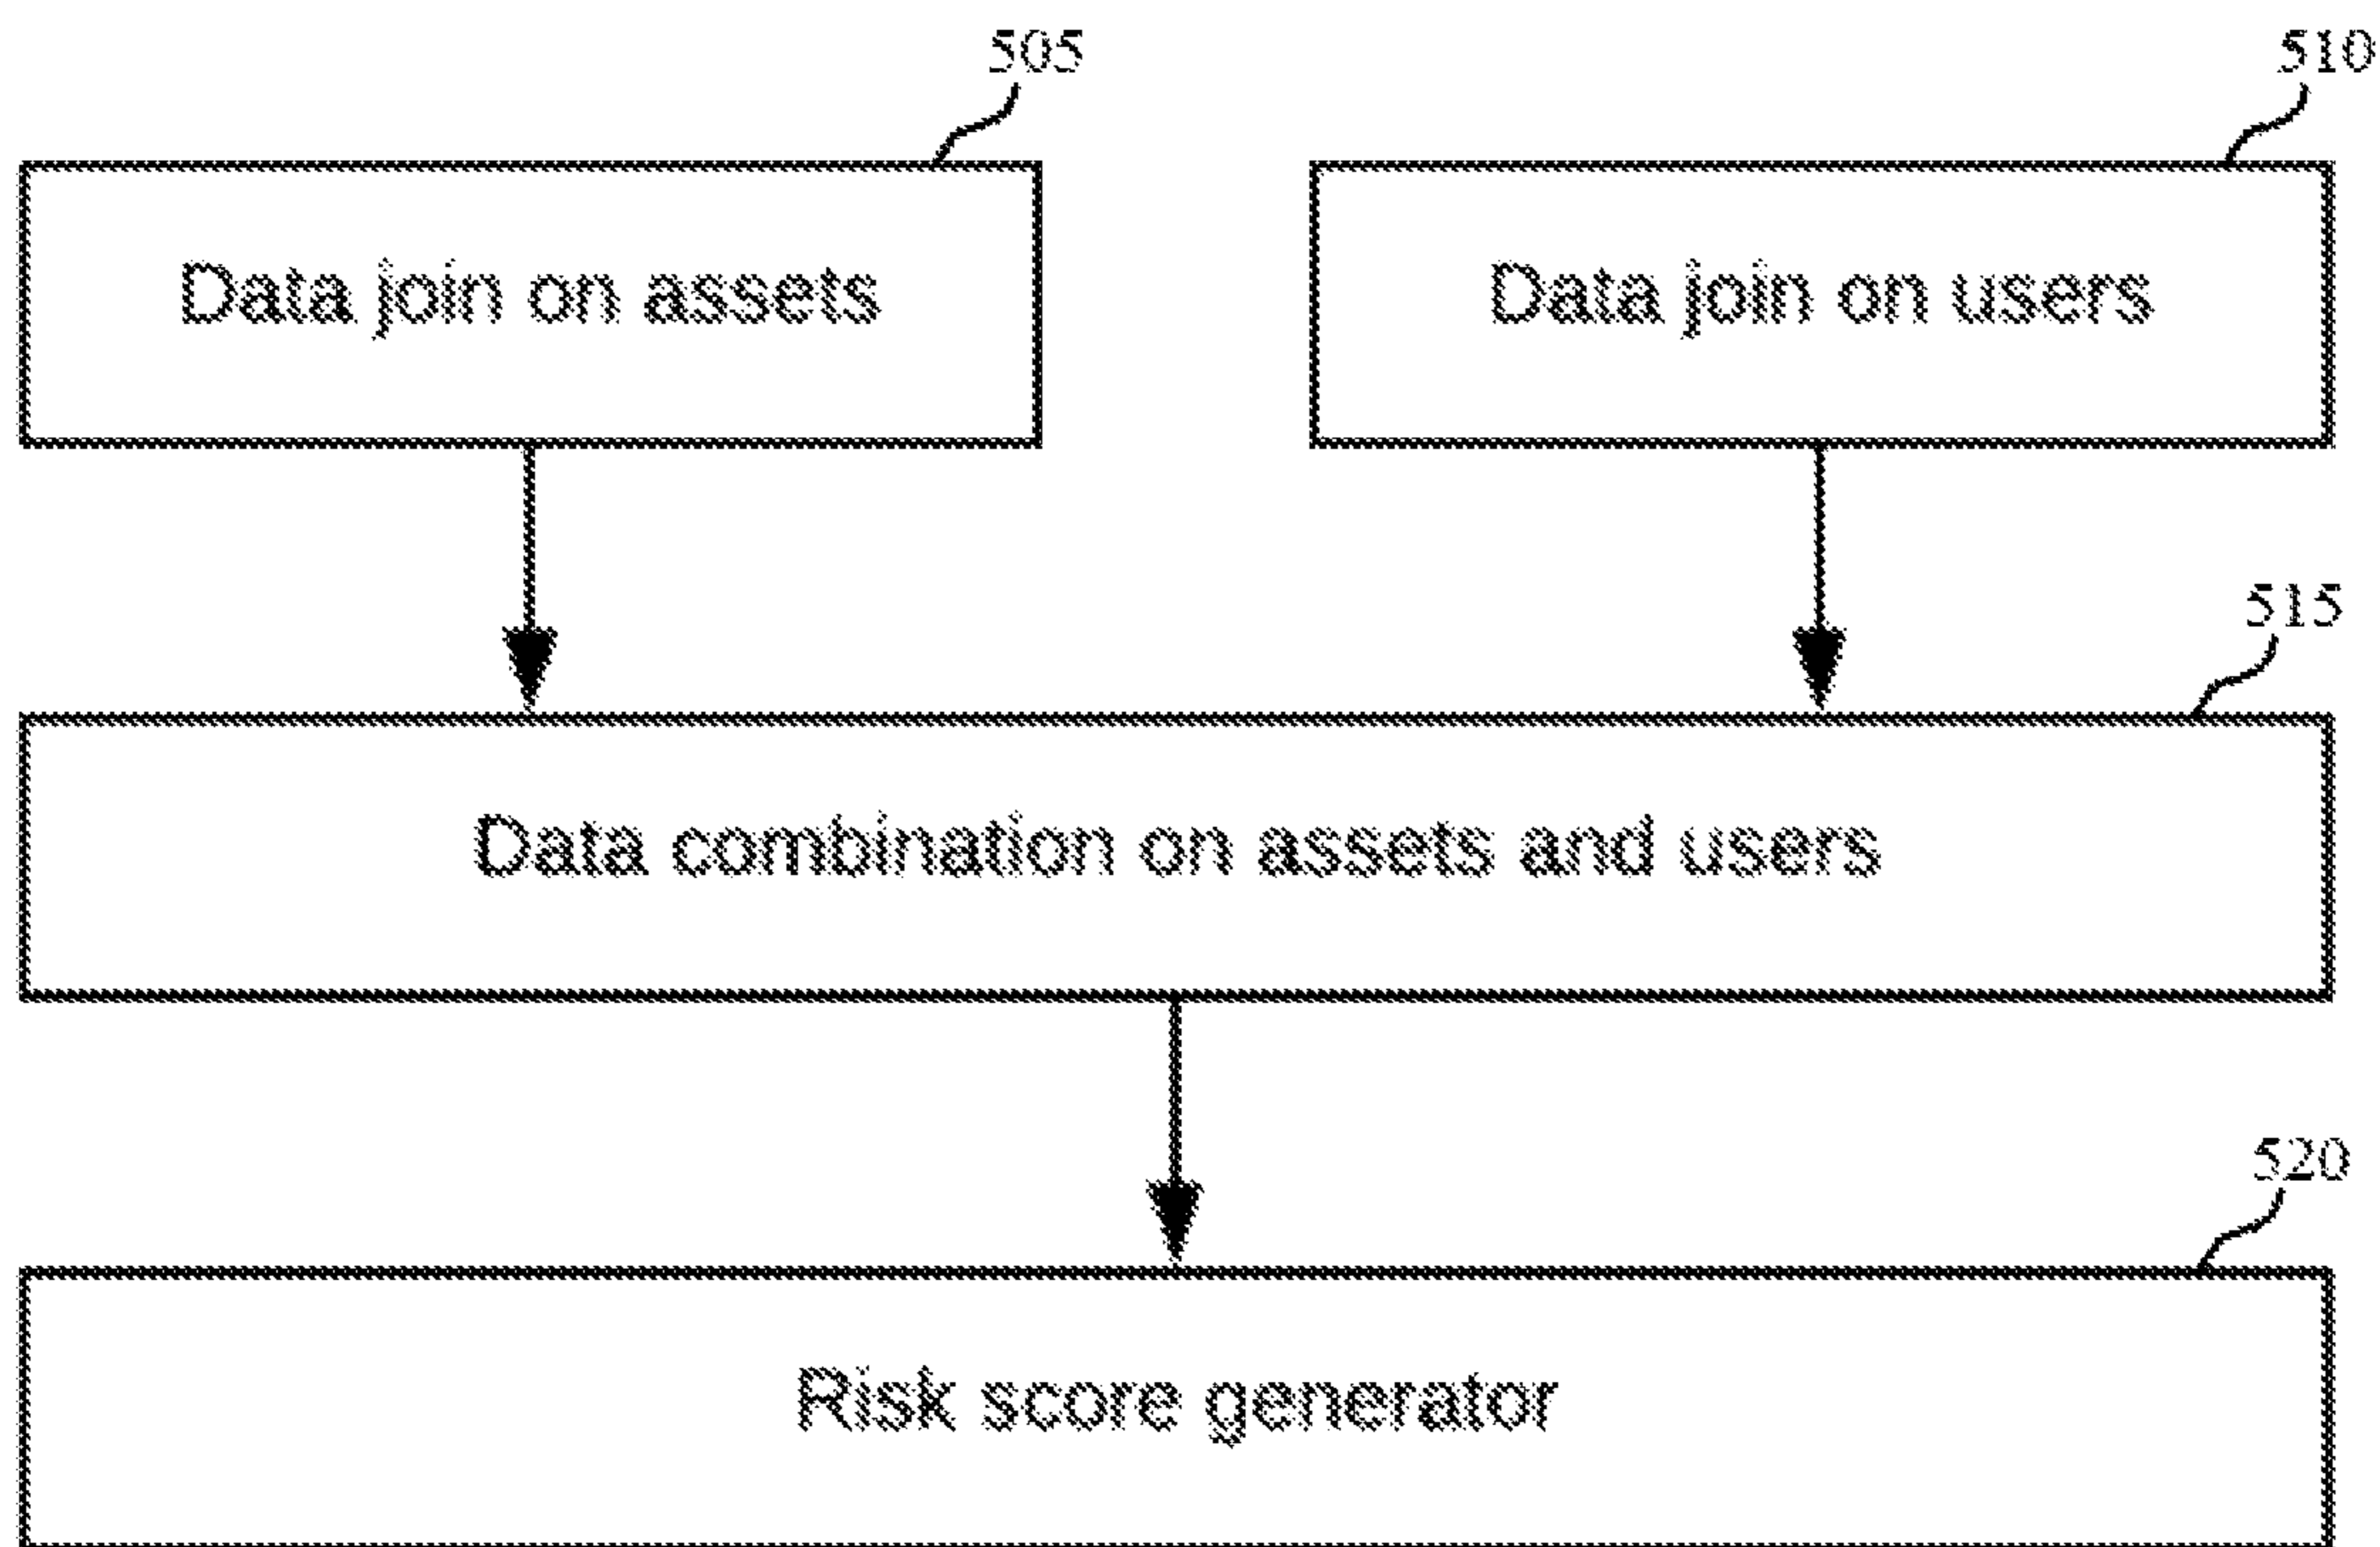 505
510
Data join on assets
Data join on users
515
Data combination on assets and users
520
Risk score generator